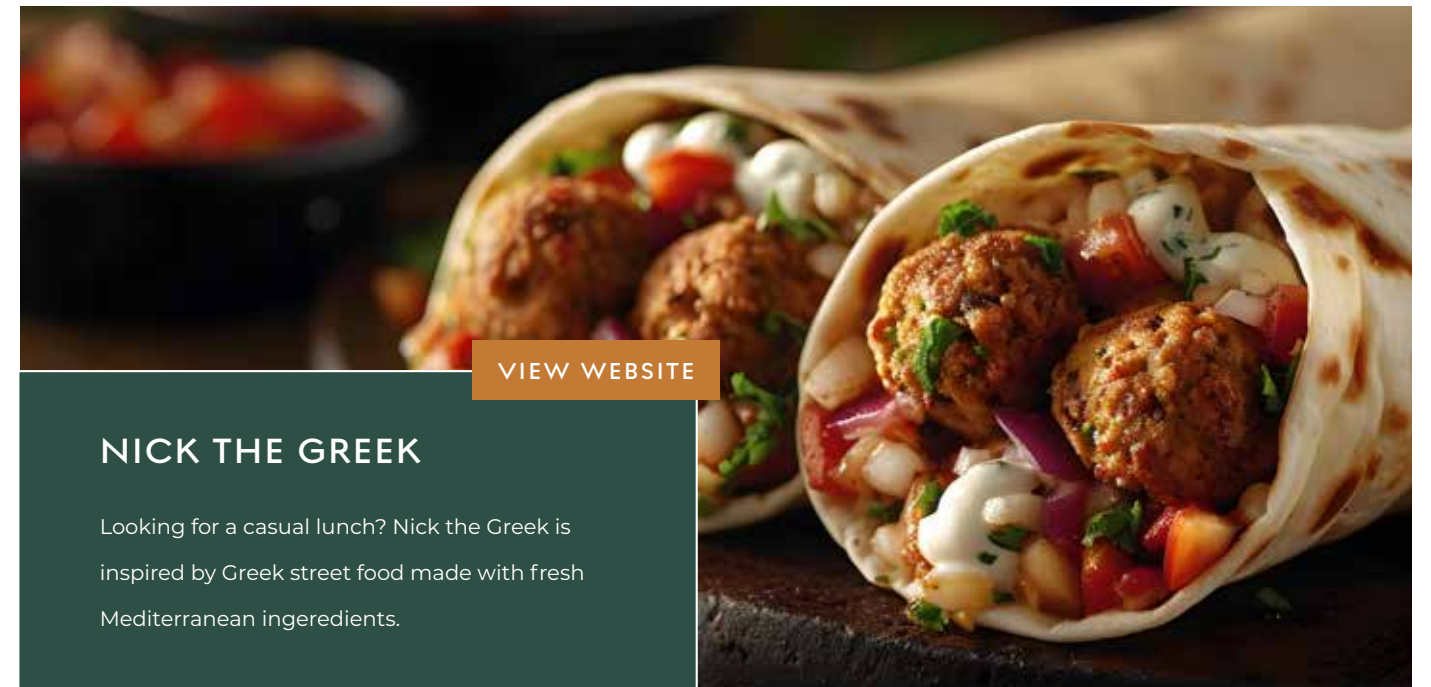 VIEW WEBSITE
NICK THE GREEK
Looking for a casual lunch? Nick the Greek is
inspired by Greek street food made with fresh
Mediterranean ingeredients.